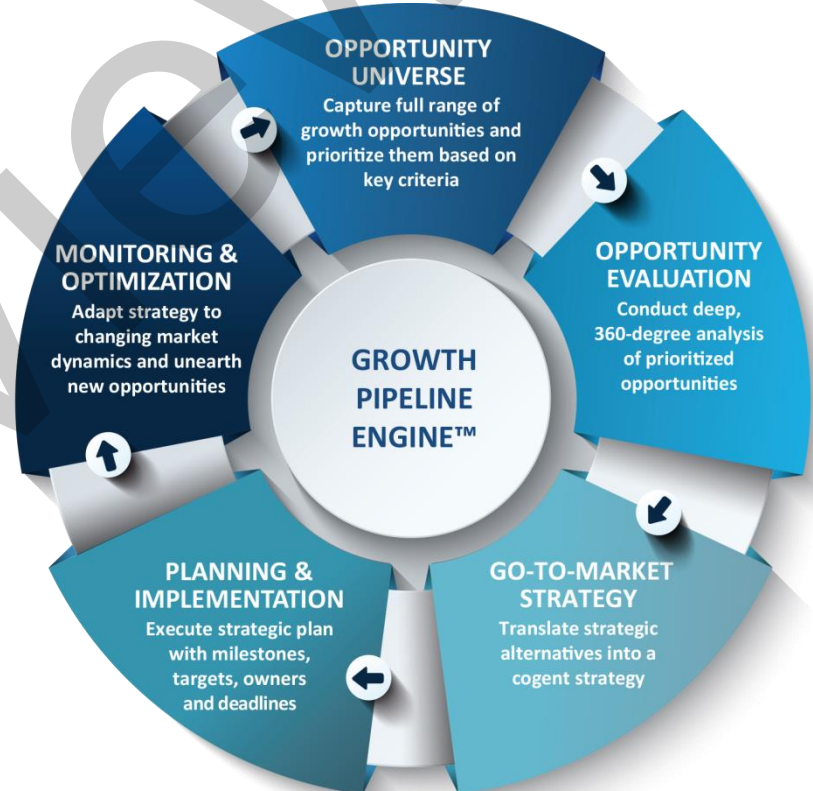 OPPORTUNITY
UNIVERSE
Capture full range of
growth opportunities and
prioritize them based on
key criteria
OPPORTUNITY
EVALUATION
Conduct deep,
360-degree analysis
of prioritized
opportunities
GO-TO-MARKET
STRATEGY
Translate strategic
alternatives into a
cogent strategy
PLANNING &
IMPLEMENTATION
Execute strategic plan
with milestones,
targets, owners
and deadlines
MONITORING &
OPTIMIZATION
Adapt strategy to
changing market
dynamics and unearth
new opportunities
GROWTH
PIPELINE
ENGINE™